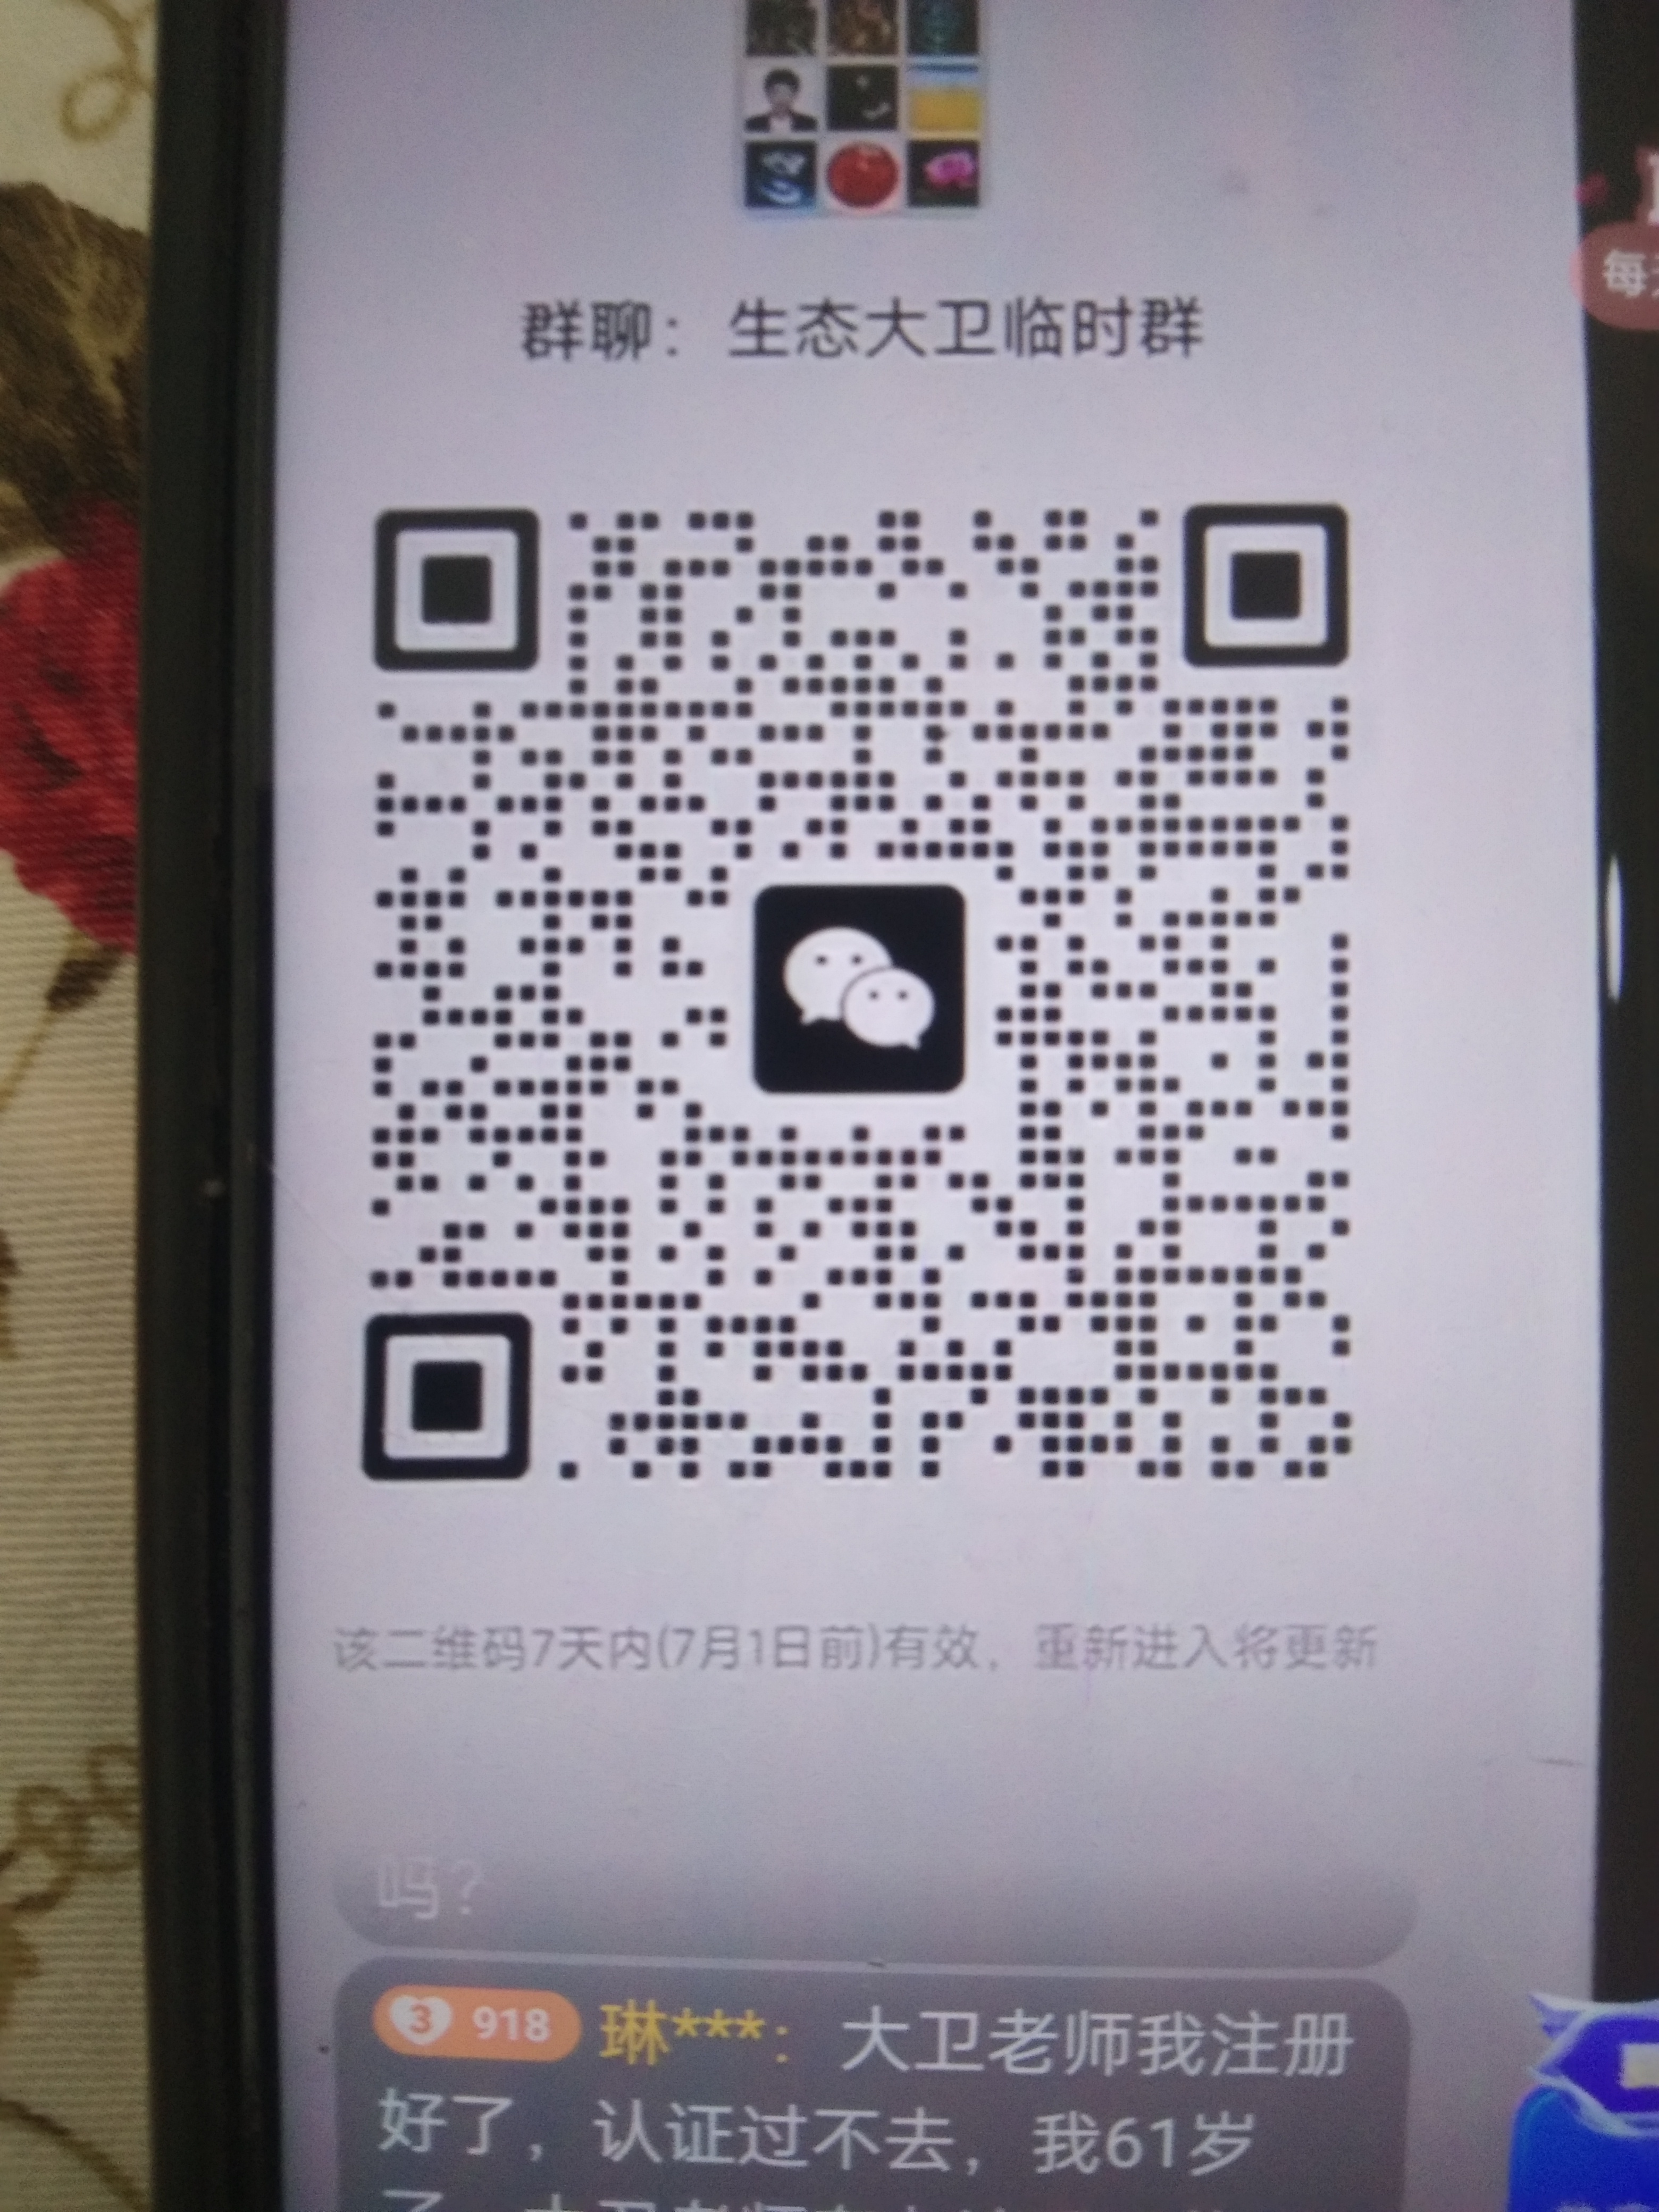 每
群聊：生态大卫临时群
该二维码7天内(7月1日前)有效，重新进入将更新
吗？
3 918 琳***：大卫老师我注册
好了，认证过不去，我61岁